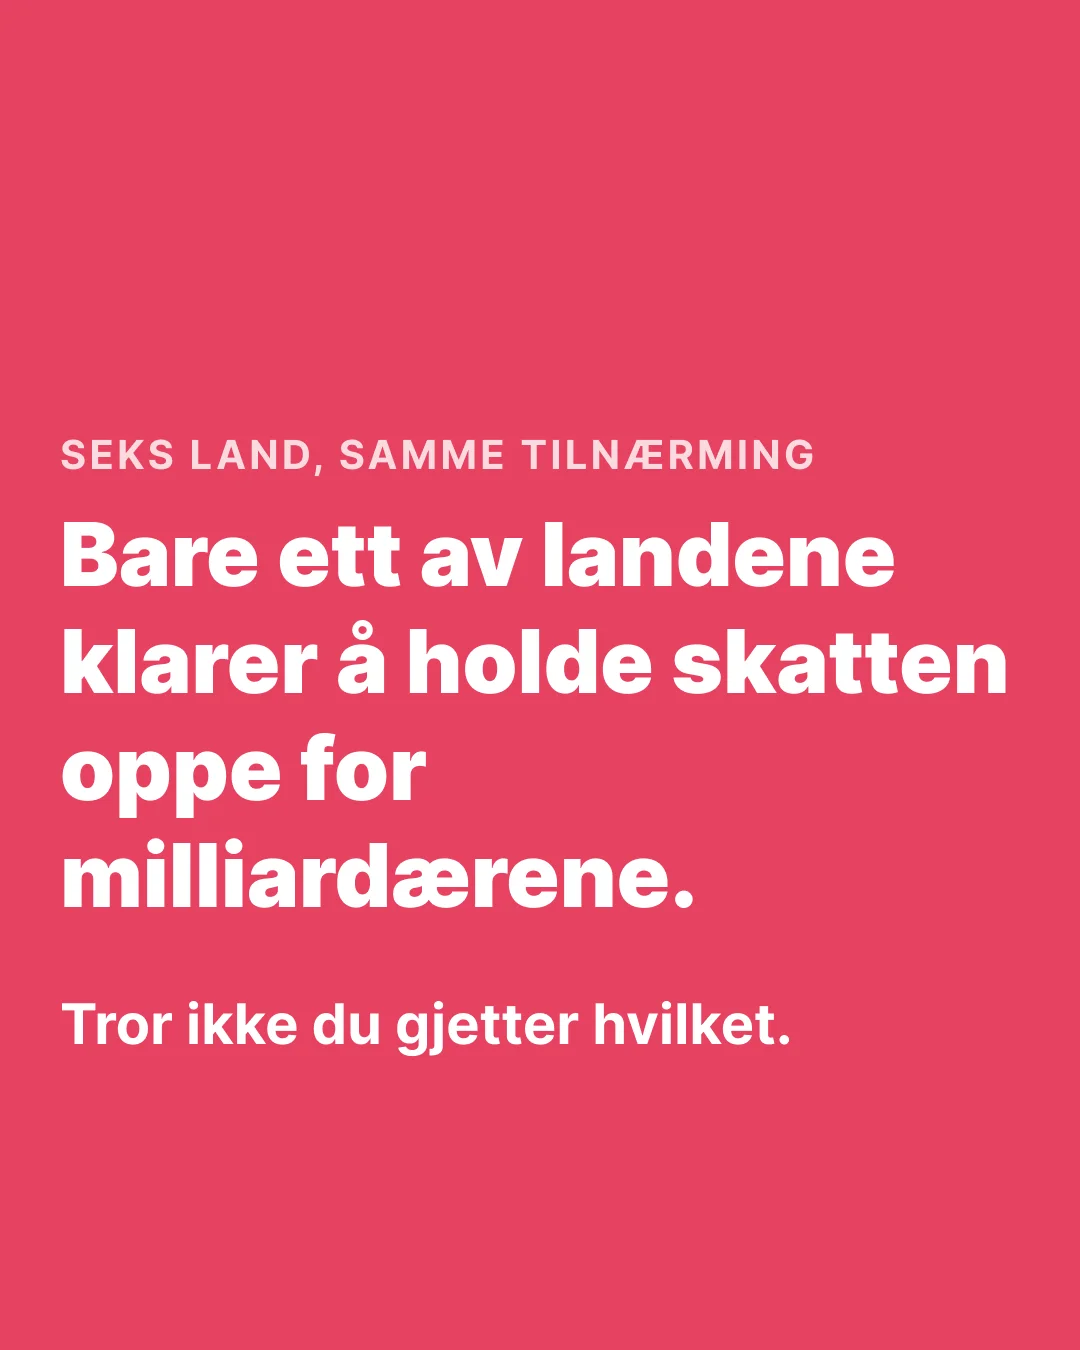 SEKS LAND, SAMME TILNÆRMING
Bare ett av landene
klarer å holde skatten
oppe for
milliardærene.
Tror ikke du gjetter hvilket.